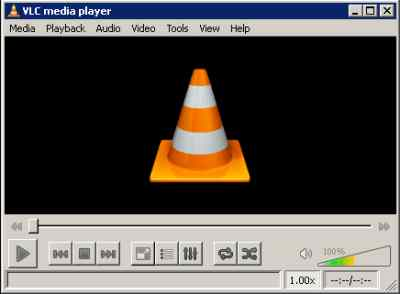 VLC media player
Media Playback Audio Video Tools View Help
100%
1.00x --:--/--:--